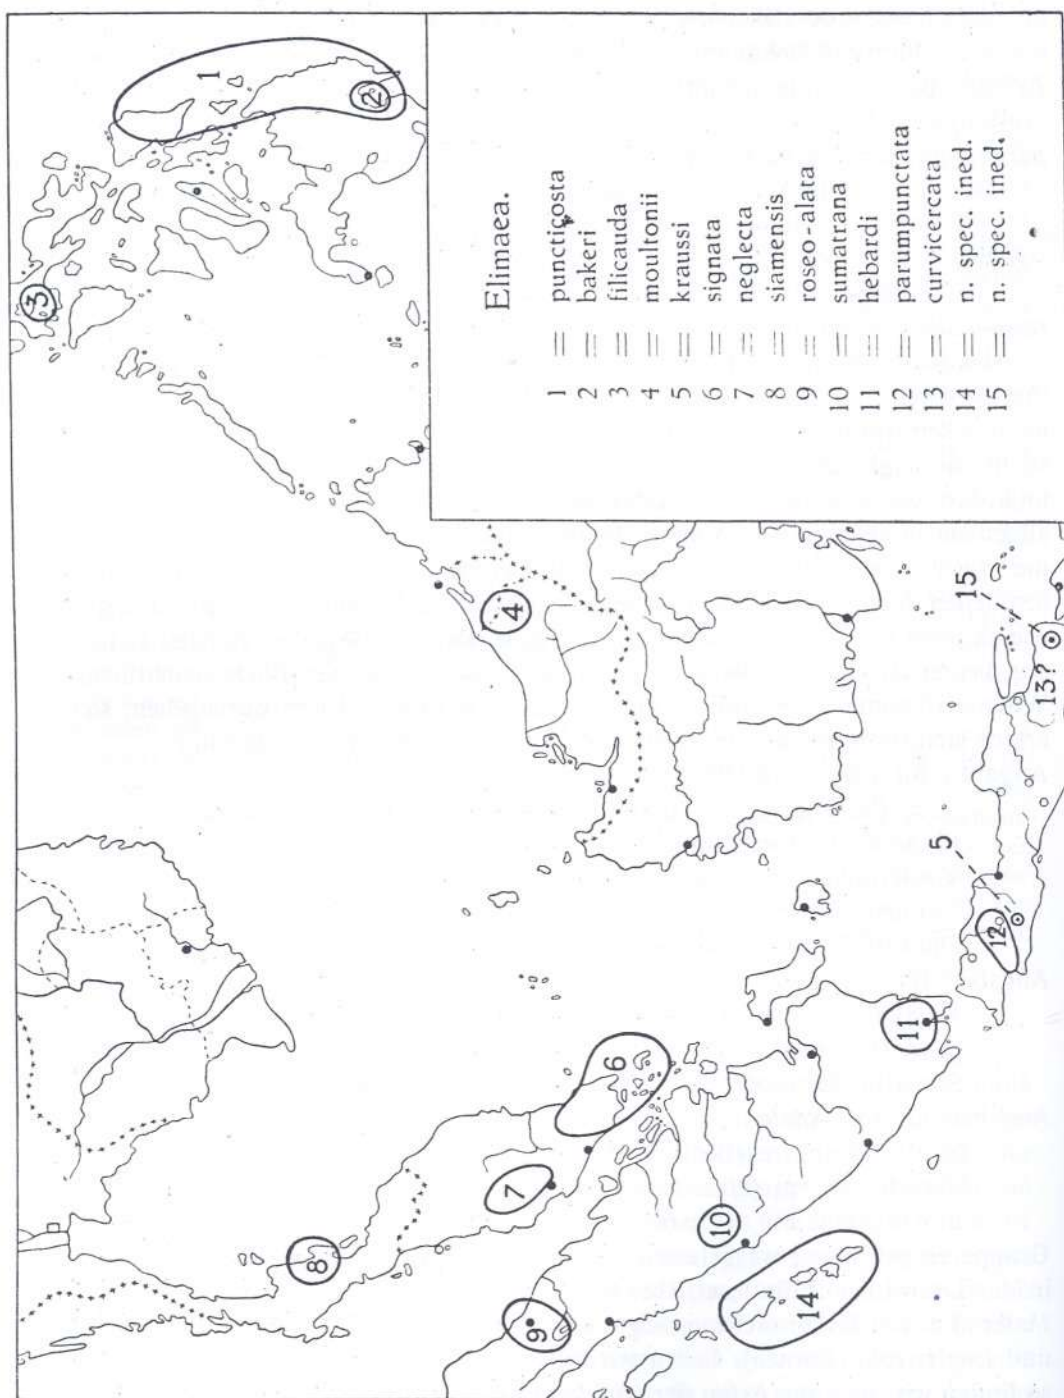 Elimaea.
1 = puncticosta
2 = bakeri
3 = filicauda
4 = moultonii
5 = kraussi
6 = signata
7 = neglecta
8 = siamensis
9 = roseo-alata
10 = sumatrana
11 = hebardi
12 = parumpunctata
13 = curvicercata
14 = n. spec. ined.
15 = n. spec. ined.
1
2
3
4
15
13?
5
12
11
6
7
8
10
9
14